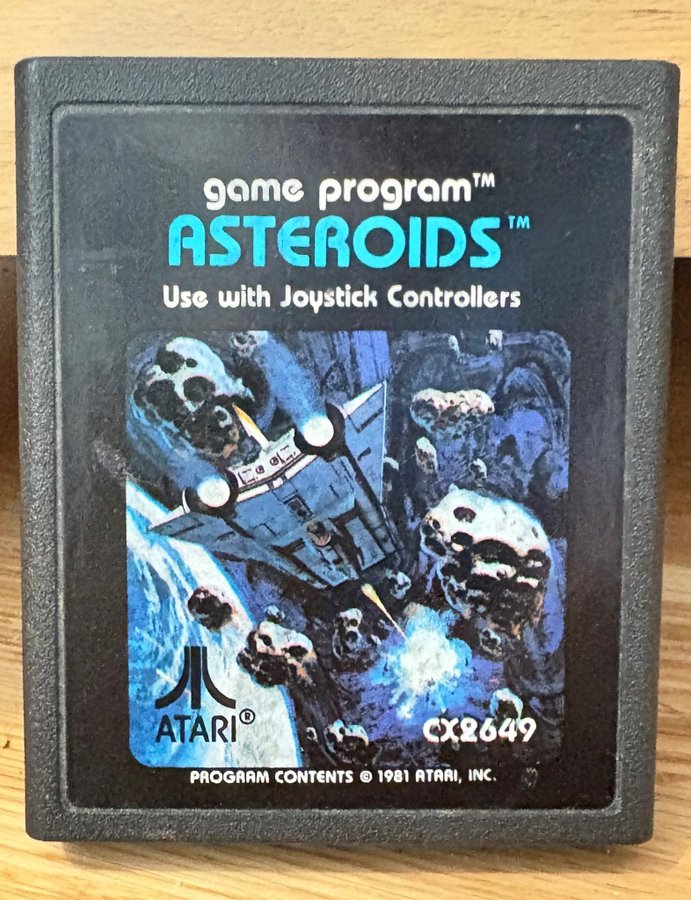 game program™
ASTEROIDS™
Use with Joystick Controllers
ATARI®
CX2649
PROGRAM CONTENTS © 1981 ATARI, INC.